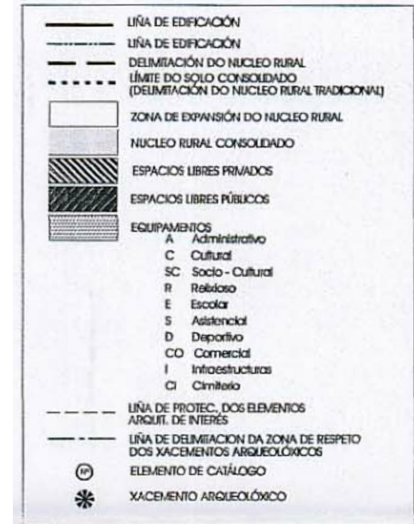 LIÑA DE EDIFICACIÓN
LIÑA DE EDIFICACIÓN
DELIMITACIÓN DO NUCLEO RURAL
LÍMITE DO SOLO CONSOLIDADO
(DELIMITACIÓN DO NUCLEO RURAL TRADICIONAL)
ZONA DE EXPANSIÓN DO NUCLEO RURAL
NUCLEO RURAL CONSOLIDADO
ESPACIOS LIBRES PRIVADOS
ESPACIOS LIBRES PÚBLICOS
EQUIPAMENTOS
A Administrativo
C Cultural
SC Socio - Cultural
R Relixioso
E Escolar
S Asistencial
D Deportivo
CO Comercial
I Infraestructuras
CI Cimiterio
LIÑA DE PROTEC. DOS ELEMENTOS
ARQUIT. DE INTERÉS
LIÑA DE DELIMITACION DA ZONA DE RESPETO
DOS XACEMENTOS ARQUEOLÓXICOS
Nº ELEMENTO DE CATÁLOGO
XACEMENTO ARQUEOLÓXICO